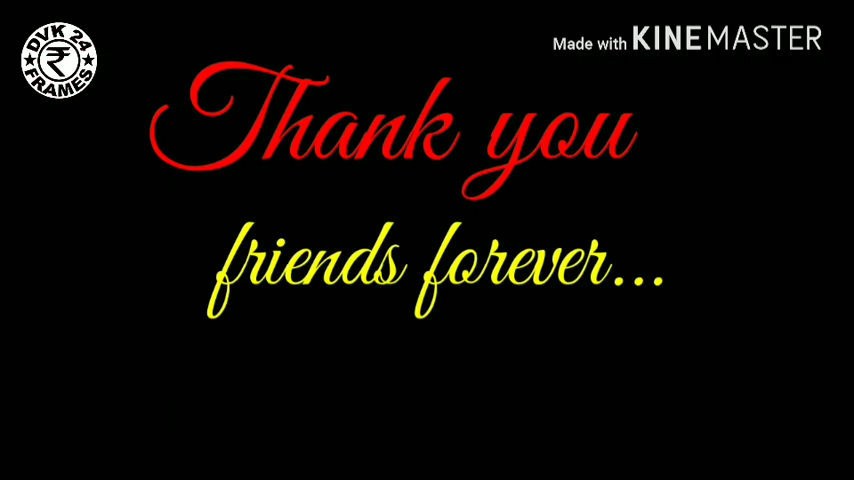 DVK 24
₹
FRAMES
Made with KINEMASTER
Thank you
friends forever...